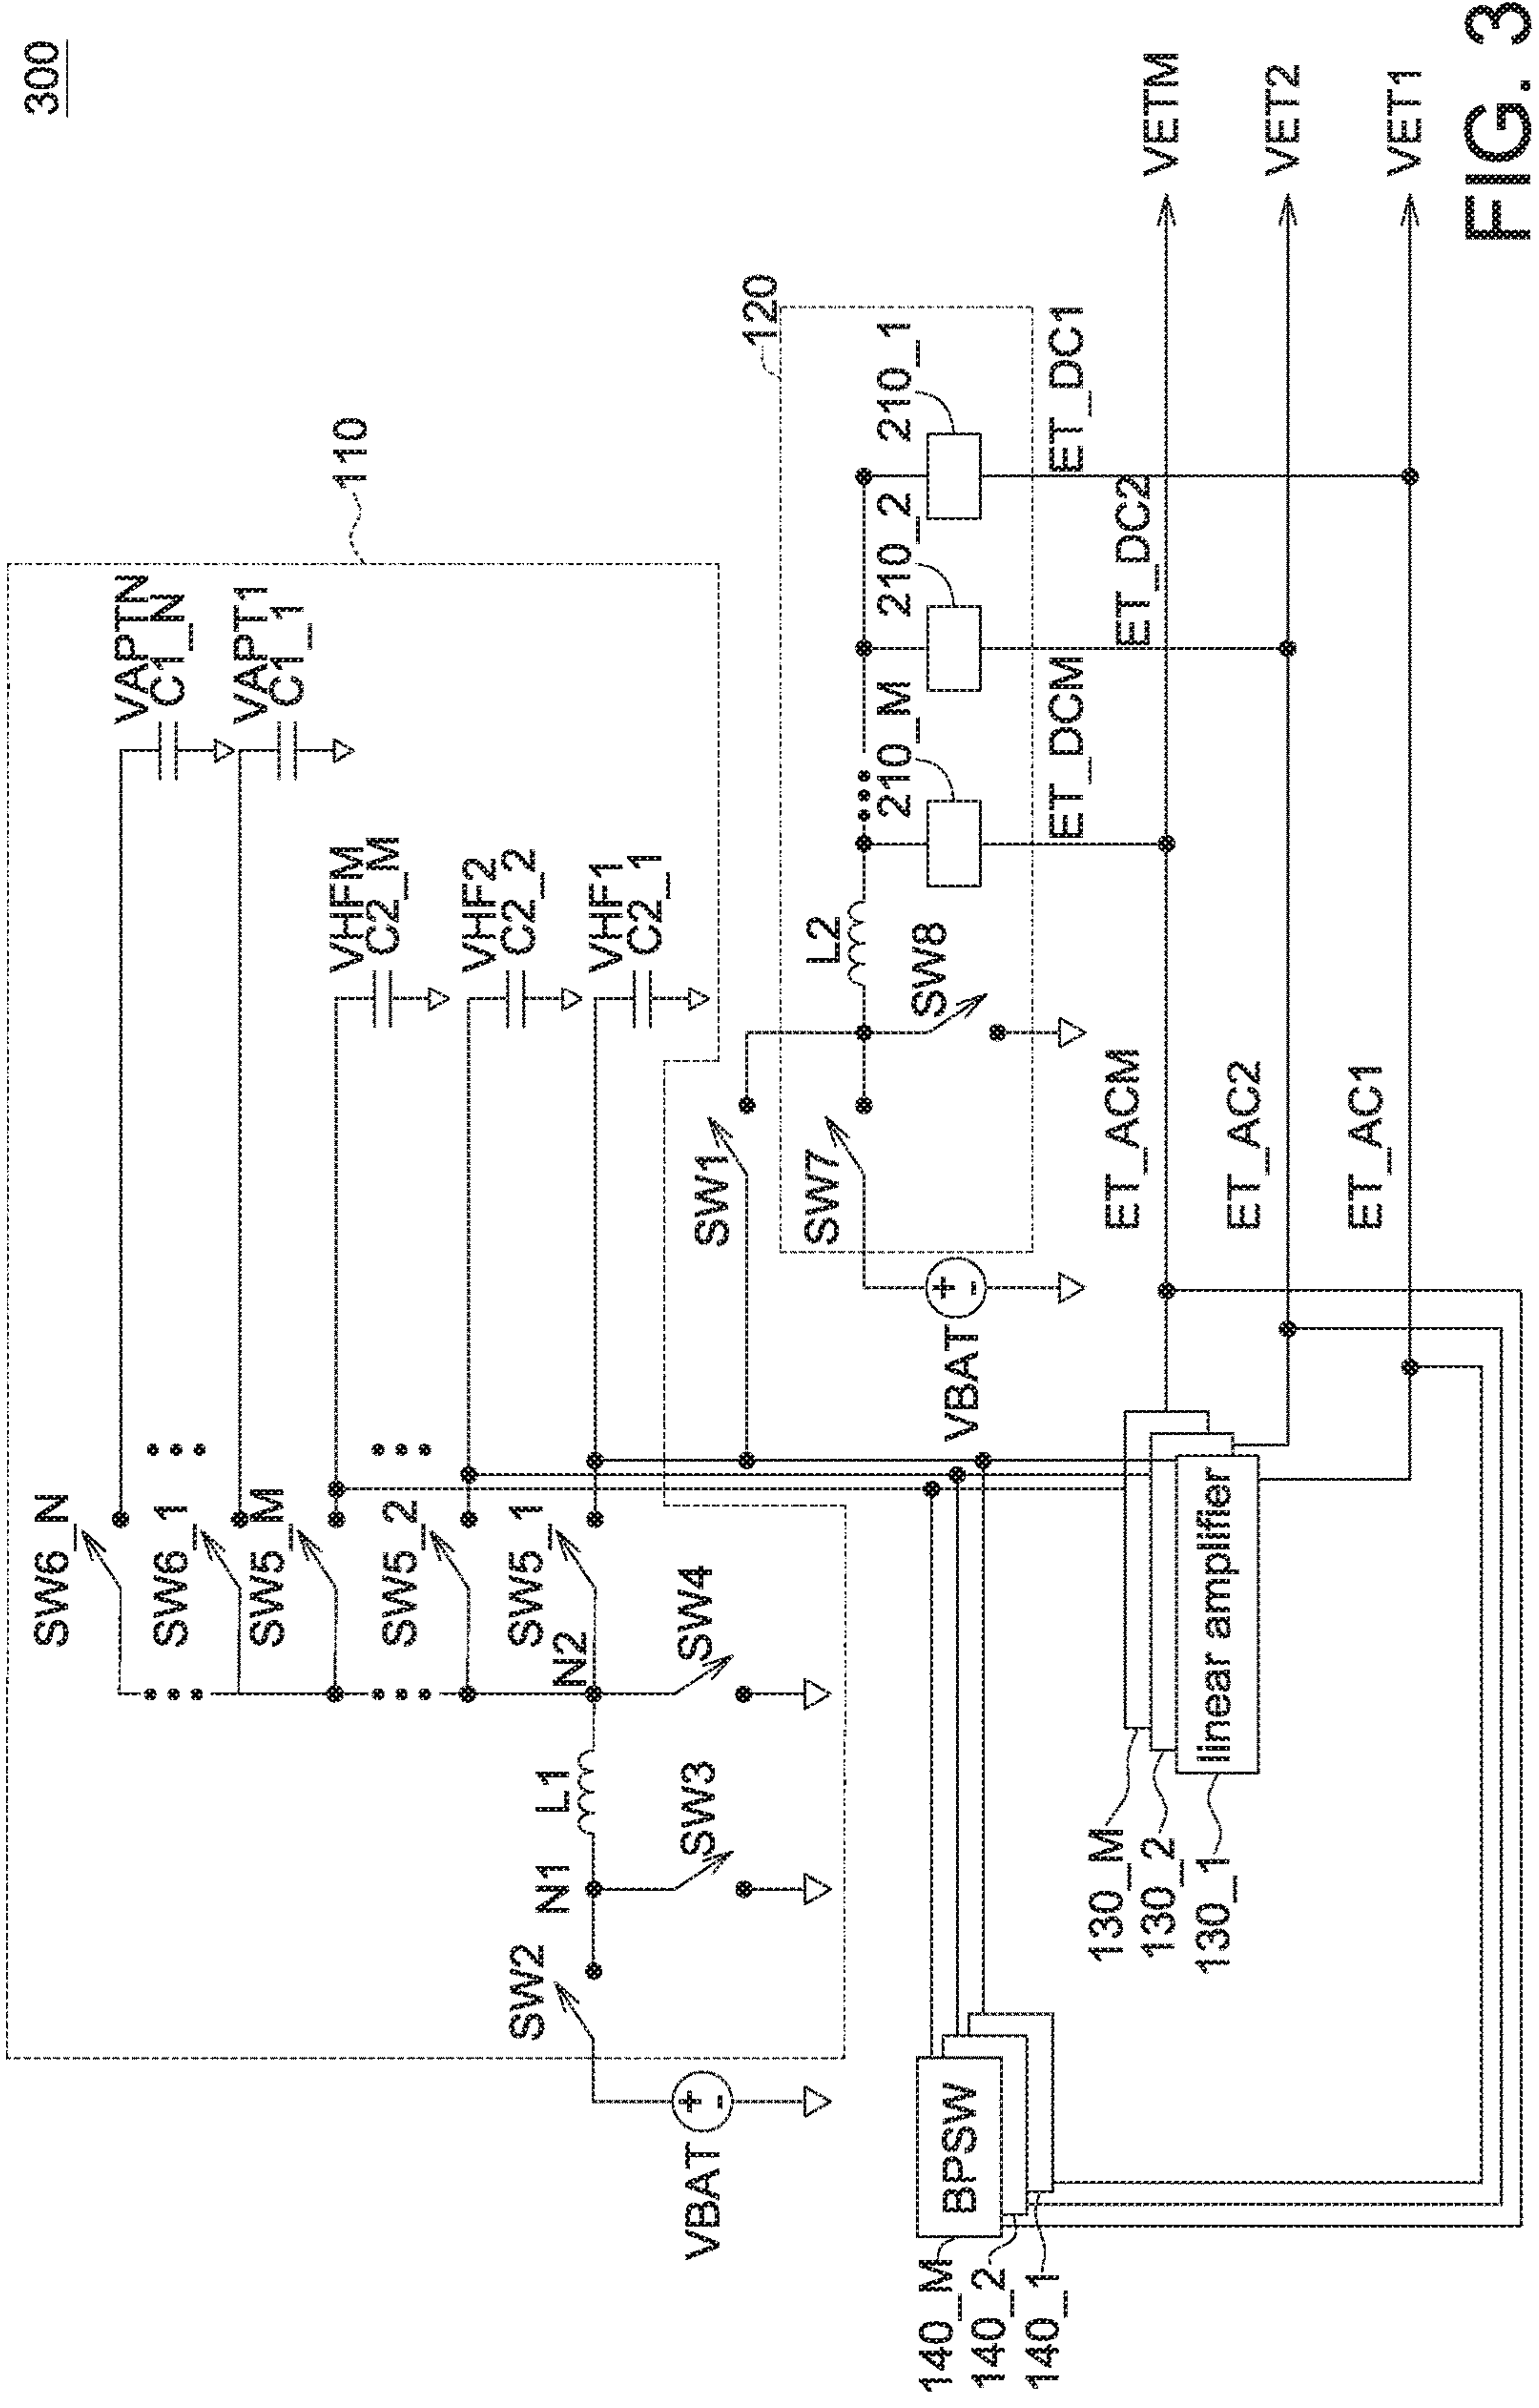 300
110
VAPTN
C1_N
VAPT1
C1_1
SW6_N
SW6_1
SW5_M
SW5_2
SW5_1
VHFM
C2_M
VHF2
C2_2
VHF1
C2_1
N2
L1
N1
SW2
SW3
SW4
VBAT
+
-
SW1
120
SW7
L2
SW8
210_M
210_2
210_1
VBAT
+
-
ET_DCM
ET_DC2
ET_DC1
BPSW
140_M
140_2
140_1
linear amplifier
130_M
130_2
130_1
ET_ACM
ET_AC2
ET_AC1
VETM
VET2
VET1
FIG. 3